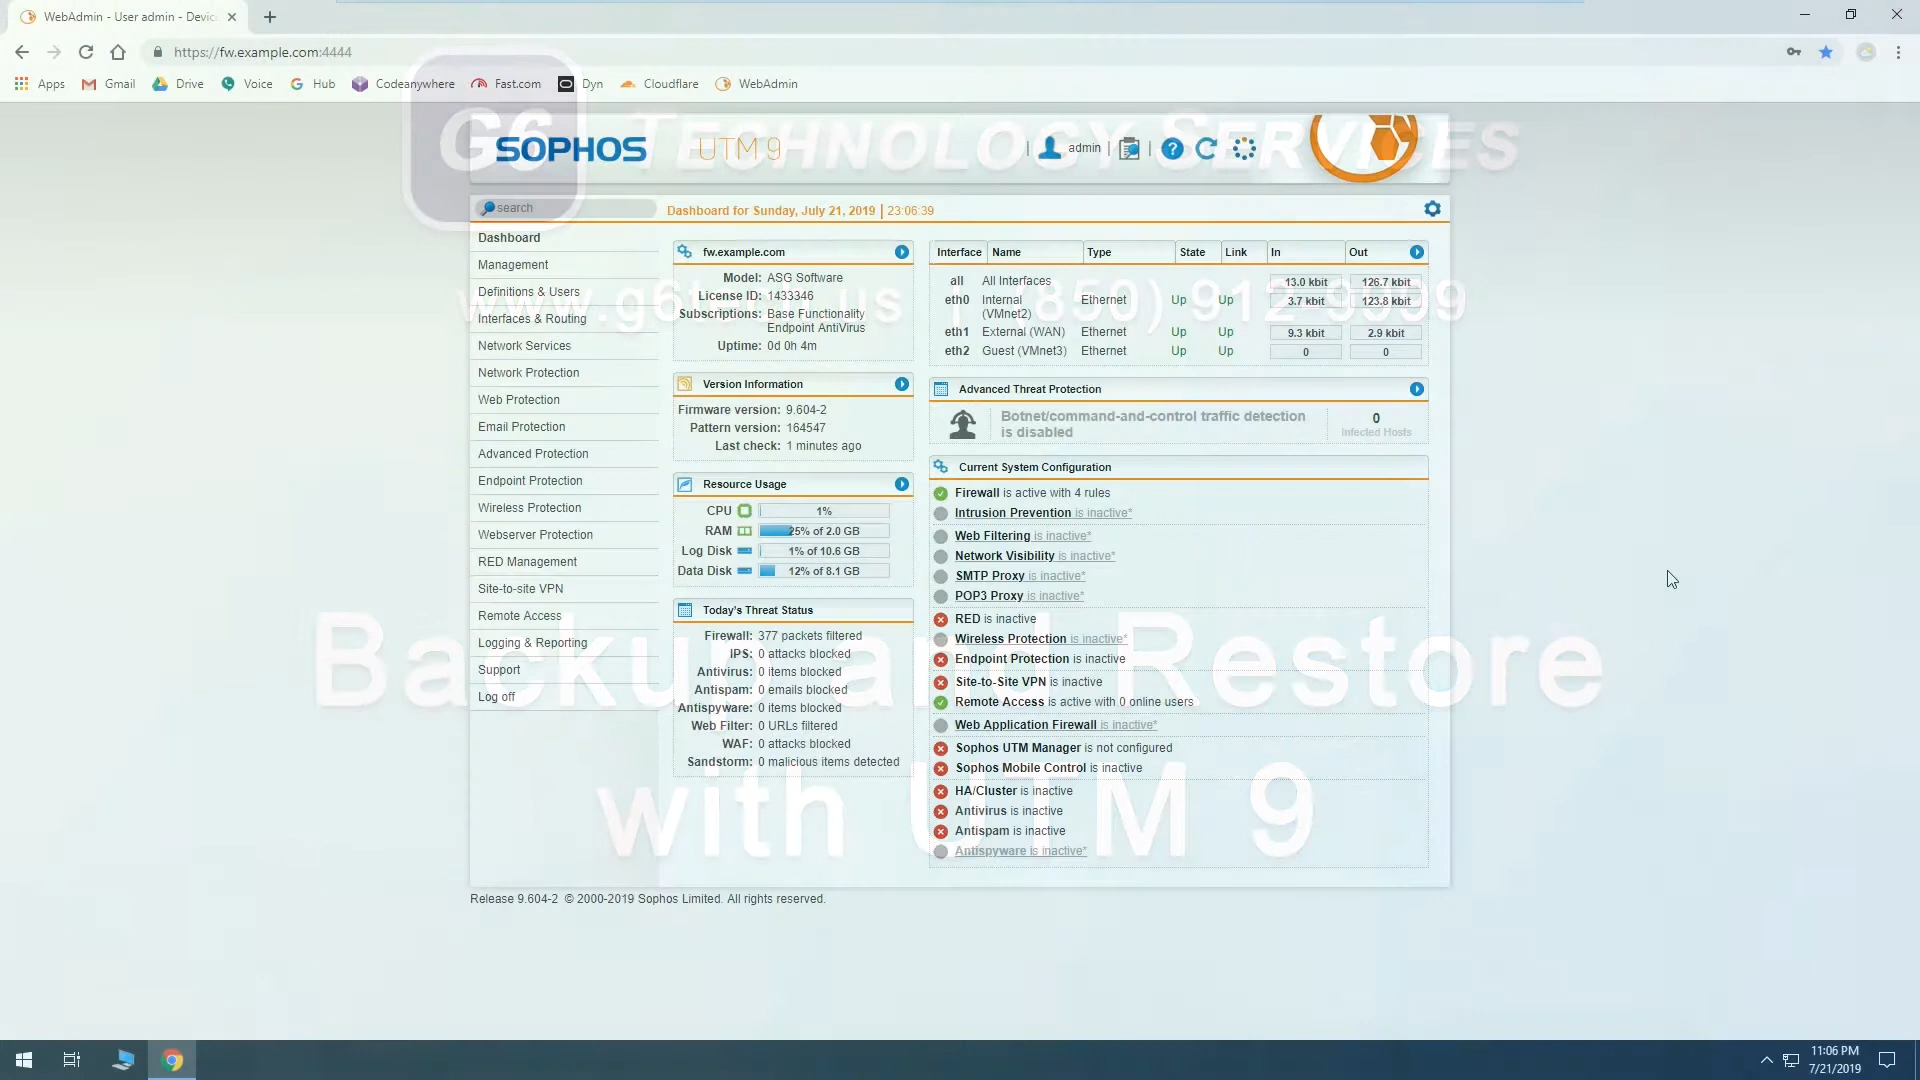 WebAdmin - User admin - Devic
https://fw.example.com:4444
Apps Gmail Drive Voice Hub Codeanywhere Fast.com Dyn Cloudflare WebAdmin
G6 TECHNOLOGY SERVICES
SOPHOS UTM 9
admin
www.g6tech.us | (850) 912-9099
search
Dashboard for Sunday, July 21, 2019 | 23:06:39
Dashboard
Management
Definitions & Users
Interfaces & Routing
Network Services
Network Protection
Web Protection
Email Protection
Advanced Protection
Endpoint Protection
Wireless Protection
Webserver Protection
RED Management
Site-to-site VPN
Remote Access
Logging & Reporting
Support
Log off
fw.example.com
Model: ASG Software
License ID: 1433346
Subscriptions: Base Functionality
Endpoint AntiVirus
Uptime: 0d 0h 4m
Version Information
Firmware version: 9.604-2
Pattern version: 164547
Last check: 1 minutes ago
Resource Usage
CPU 1%
RAM 25% of 2.0 GB
Log Disk 1% of 10.6 GB
Data Disk 12% of 8.1 GB
Today's Threat Status
Firewall: 377 packets filtered
IPS: 0 attacks blocked
Antivirus: 0 items blocked
Antispam: 0 emails blocked
Antispyware: 0 items blocked
Web Filter: 0 URLs filtered
WAF: 0 attacks blocked
Sandstorm: 0 malicious items detected
Interface Name Type State Link In Out
all All Interfaces 13.0 kbit 126.7 kbit
eth0 Internal Ethernet Up Up 3.7 kbit 123.8 kbit
(VMnet2)
eth1 External (WAN) Ethernet Up Up 9.3 kbit 2.9 kbit
eth2 Guest (VMnet3) Ethernet Up Up 0 0
Advanced Threat Protection
Botnet/command-and-control traffic detection
is disabled
0
Infected Hosts
Current System Configuration
Firewall is active with 4 rules
Intrusion Prevention is inactive*
Web Filtering is inactive*
Network Visibility is inactive*
SMTP Proxy is inactive*
POP3 Proxy is inactive*
RED is inactive
Wireless Protection is inactive*
Endpoint Protection is inactive
Site-to-Site VPN is inactive
Remote Access is active with 0 online users
Web Application Firewall is inactive*
Sophos UTM Manager is not configured
Sophos Mobile Control is inactive
HA/Cluster is inactive
Antivirus is inactive
Antispam is inactive
Antispyware is inactive*
Backup and Restore
with UTM 9
Release 9.604-2 © 2000-2019 Sophos Limited. All rights reserved.
11:06 PM
7/21/2019